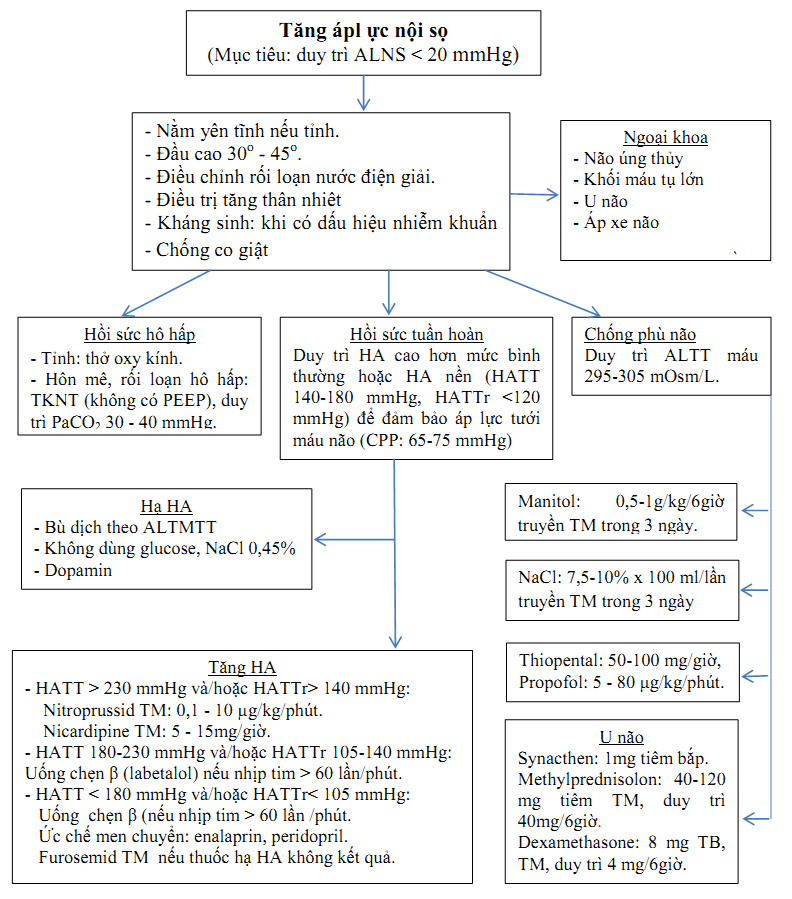 Tăng ápl ực nội sọ
(Mục tiêu: duy trì ALNS < 20 mmHg)
- Nằm yên tĩnh nếu tỉnh.
- Đầu cao 30º - 45º.
- Điều chỉnh rối loạn nước điện giải.
- Điều trị tăng thân nhiêt
- Kháng sinh: khi có dấu hiệu nhiễm khuẩn
- Chống co giật
Ngoại khoa
- Não úng thủy
- Khối máu tụ lớn
- U não
- Áp xe não
Hồi sức hô hấp
- Tỉnh: thở oxy kính.
- Hôn mê, rối loạn hô hấp:
TKNT (không có PEEP), duy
trì PaCO₂ 30 - 40 mmHg.
Hồi sức tuần hoàn
Duy trì HA cao hơn mức bình
thường hoặc HA nền (HATT
140-180 mmHg, HATTr <120
mmHg) để đảm bảo áp lực tưới
máu não (CPP: 65-75 mmHg)
Chống phù não
Duy trì ALTT máu
295-305 mOsm/L.
Hạ HA
- Bù dịch theo ALTMTT
- Không dùng glucose, NaCl 0,45%
- Dopamin
Manitol: 0,5-1g/kg/6giờ
truyền TM trong 3 ngày.
NaCl: 7,5-10% x 100 ml/lần
truyền TM trong 3 ngày
Thiopental: 50-100 mg/giờ,
Propofol: 5 - 80 µg/kg/phút.
Tăng HA
- HATT > 230 mmHg và/hoặc HATTr> 140 mmHg:
Nitroprussid TM: 0,1 - 10 µg/kg/phút.
Nicardipine TM: 5 - 15mg/giờ.
- HATT 180-230 mmHg và/hoặc HATTr 105-140 mmHg:
Uống chẹn β (labetalol) nếu nhịp tim > 60 lần/phút.
- HATT < 180 mmHg và/hoặc HATTr< 105 mmHg:
Uống chẹn β (nếu nhịp tim > 60 lần /phút.
Ức chế men chuyển: enalaprin, peridopril.
Furosemid TM nếu thuốc hạ HA không kết quả.
U não
Synacthen: 1mg tiêm bắp.
Methylprednisolon: 40-120
mg tiêm TM, duy trì
40mg/6giờ.
Dexamethasone: 8 mg TB,
TM, duy trì 4 mg/6giờ.